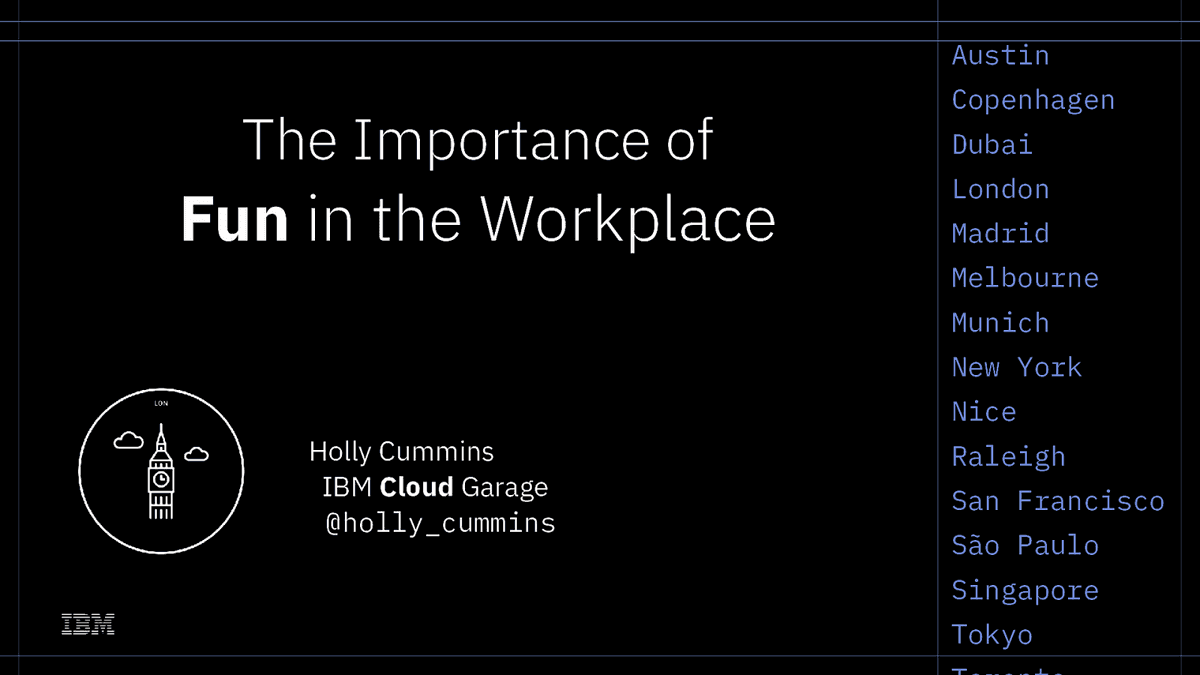 The Importance of
Fun in the Workplace
LON
Holly Cummins
IBM Cloud Garage
@holly_cummins
IBM
Austin
Copenhagen
Dubai
London
Madrid
Melbourne
Munich
New York
Nice
Raleigh
San Francisco
São Paulo
Singapore
Tokyo